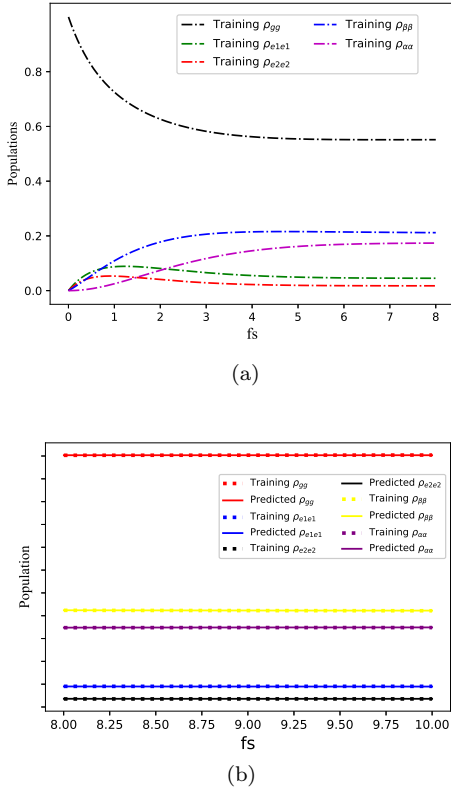 Training ρgg
Training ρe1e1
Training ρe2e2
Training ρββ
Training ραα
Populations
0.8
0.6
0.4
0.2
0.0
0 1 2 3 4 5 6 7 8
fs
(a)
Training ρgg
Predicted ρgg
Training ρe1e1
Predicted ρe1e1
Training ρe2e2
Predicted ρe2e2
Training ρββ
Predicted ρββ
Training ραα
Predicted ραα
Population
8.00 8.25 8.50 8.75 9.00 9.25 9.50 9.75 10.00
fs
(b)